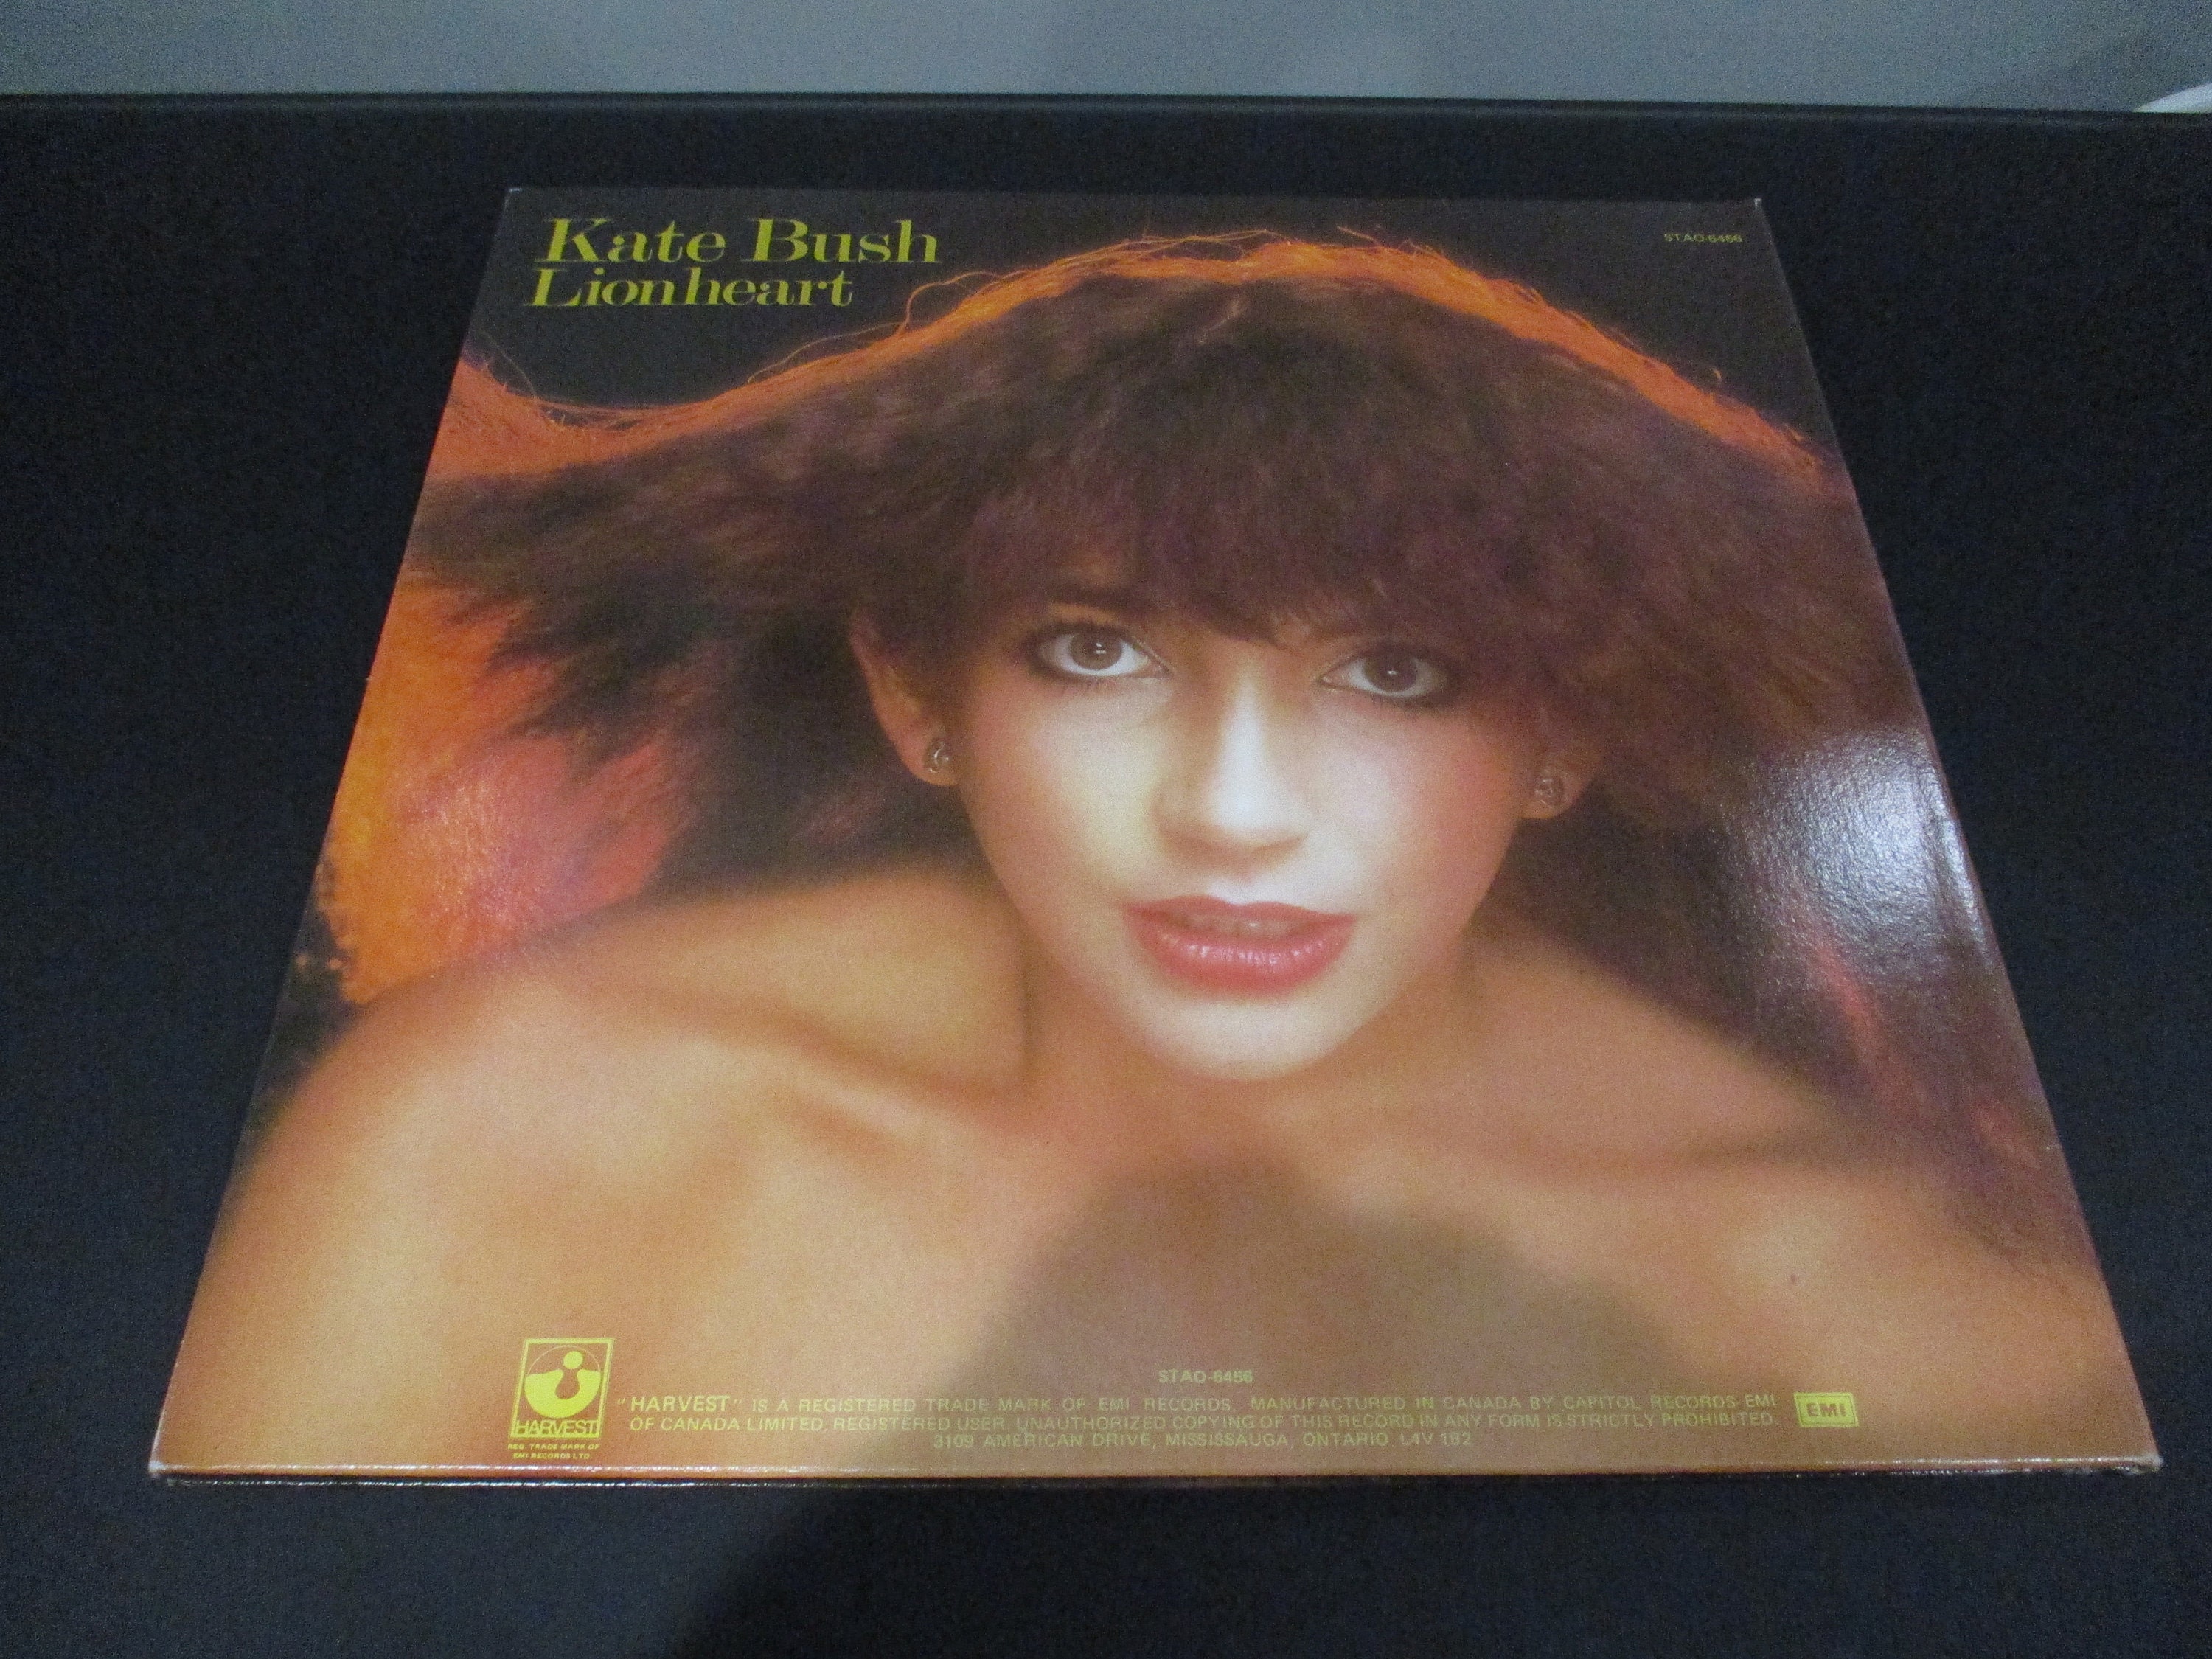 Kate Bush
Lionheart
STAO-6456
HARVEST
REG. TRADE MARK OF
EMI RECORDS LTD
STAO-6456
"HARVEST" IS A REGISTERED TRADE MARK OF EMI RECORDS. MANUFACTURED IN CANADA BY CAPITOL RECORDS-EMI
OF CANADA LIMITED, REGISTERED USER. UNAUTHORIZED COPYING OF THIS RECORD IN ANY FORM IS STRICTLY PROHIBITED.
3109 AMERICAN DRIVE, MISSISSAUGA, ONTARIO L4V 1B2
EMI